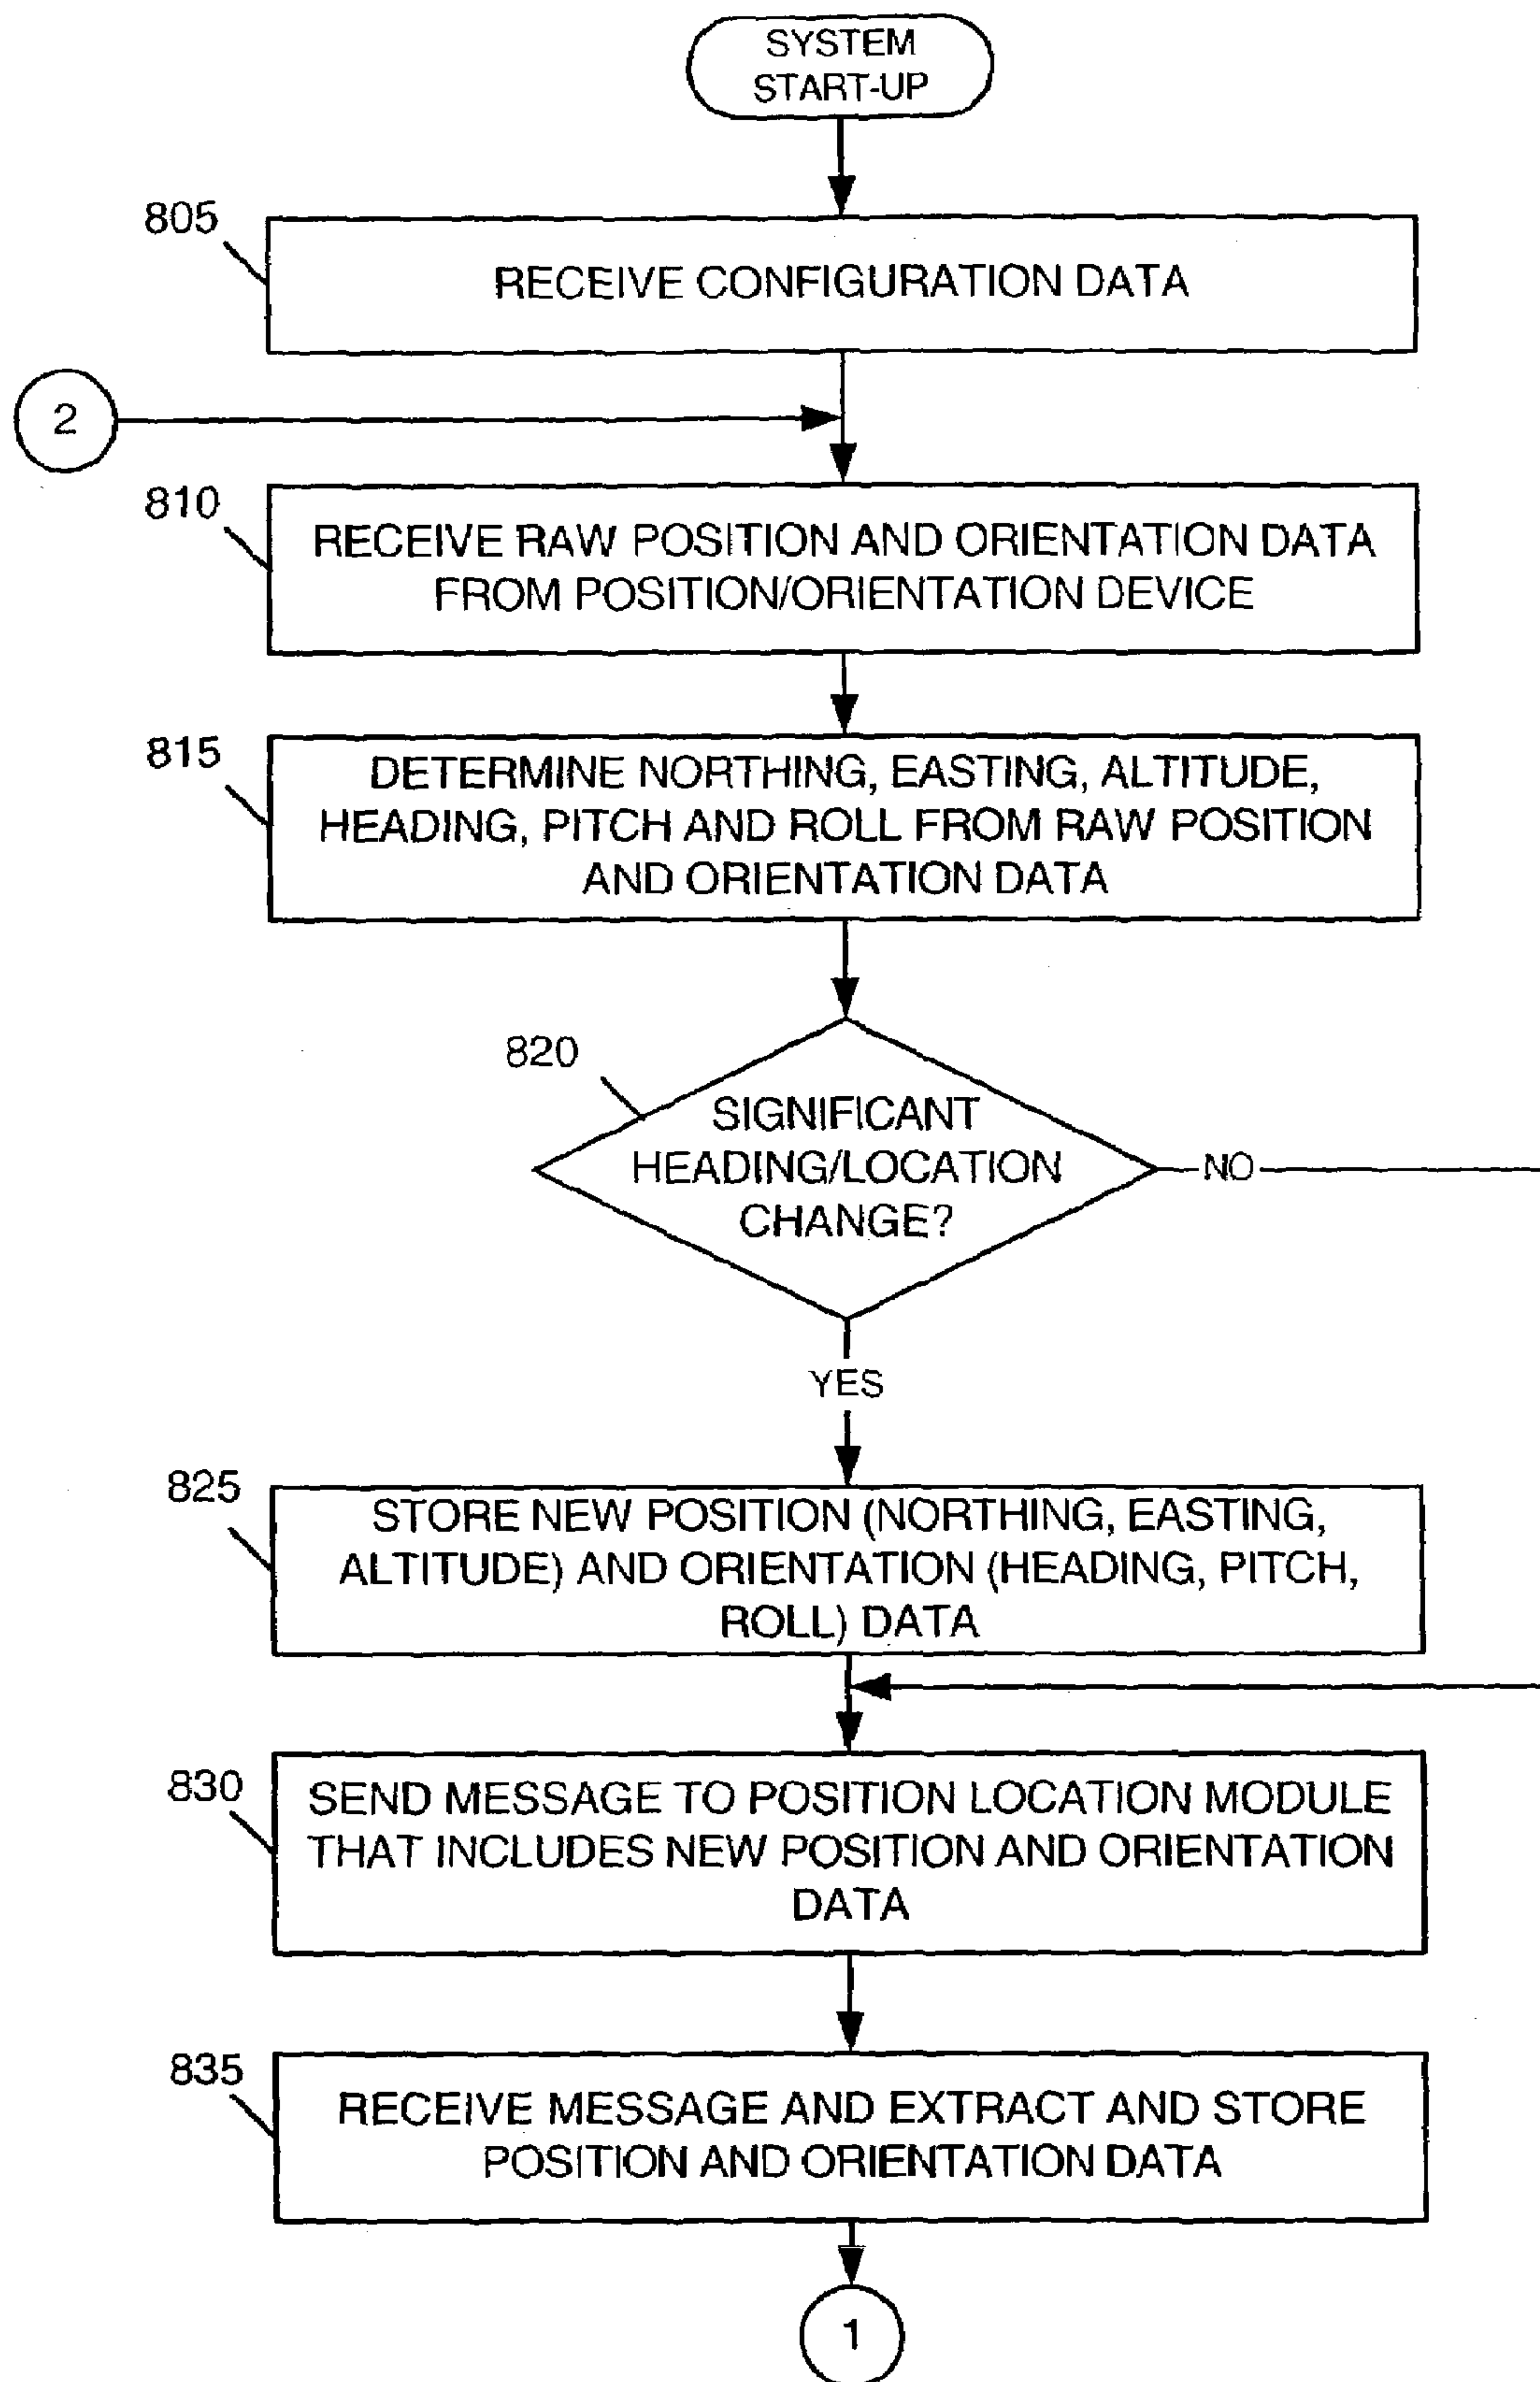 SYSTEM
START-UP
805
RECEIVE CONFIGURATION DATA
2
810
RECEIVE RAW POSITION AND ORIENTATION DATA
FROM POSITION/ORIENTATION DEVICE
815
DETERMINE NORTHING, EASTING, ALTITUDE,
HEADING, PITCH AND ROLL FROM RAW POSITION
AND ORIENTATION DATA
820
SIGNIFICANT
HEADING/LOCATION
CHANGE?
NO
YES
825
STORE NEW POSITION (NORTHING, EASTING,
ALTITUDE) AND ORIENTATION (HEADING, PITCH,
ROLL) DATA
830
SEND MESSAGE TO POSITION LOCATION MODULE
THAT INCLUDES NEW POSITION AND ORIENTATION
DATA
835
RECEIVE MESSAGE AND EXTRACT AND STORE
POSITION AND ORIENTATION DATA
1